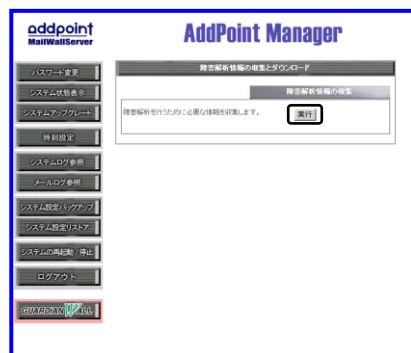 addpoint
MailWallServer
AddPoint Manager
パスワード変更
システム状態表示
システムアップグレード
時刻設定
システムログ参照
メールログ参照
システム設定バックアップ
システム設定リストア
システムの再起動/停止
ログアウト
GUARDIAN WALL
障害解析情報の収集とダウンロード
障害解析情報の収集
障害解析を行うために必要な情報を収集します。
実行